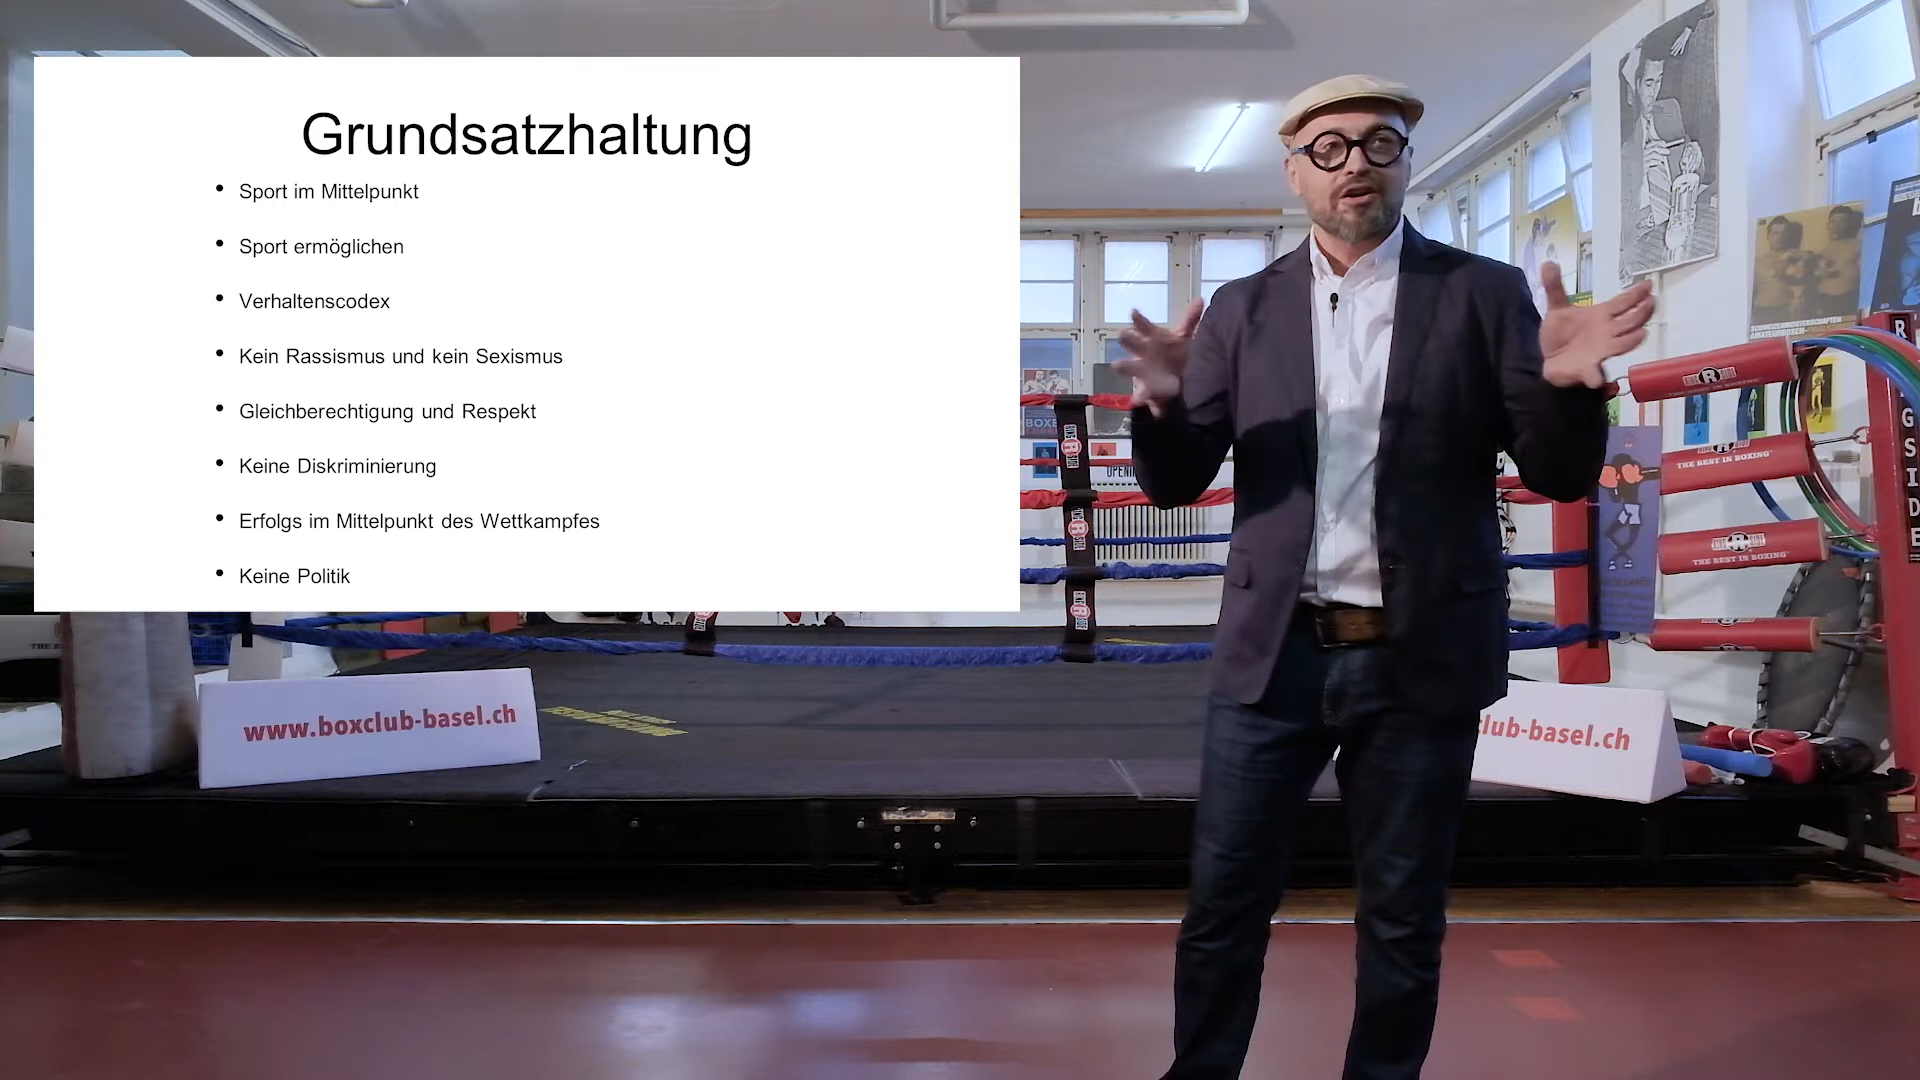 Grundsatzhaltung
• Sport im Mittelpunkt
• Sport ermöglichen
• Verhaltenscodex
• Kein Rassismus und kein Sexismus
• Gleichberechtigung und Respekt
• Keine Diskriminierung
• Erfolgs im Mittelpunkt des Wettkampfes
• Keine Politik
www.boxclub-basel.ch
club-basel.ch
THE BEST IN BOXING
THE BEST IN BOXING
R
G
S
I
D
E